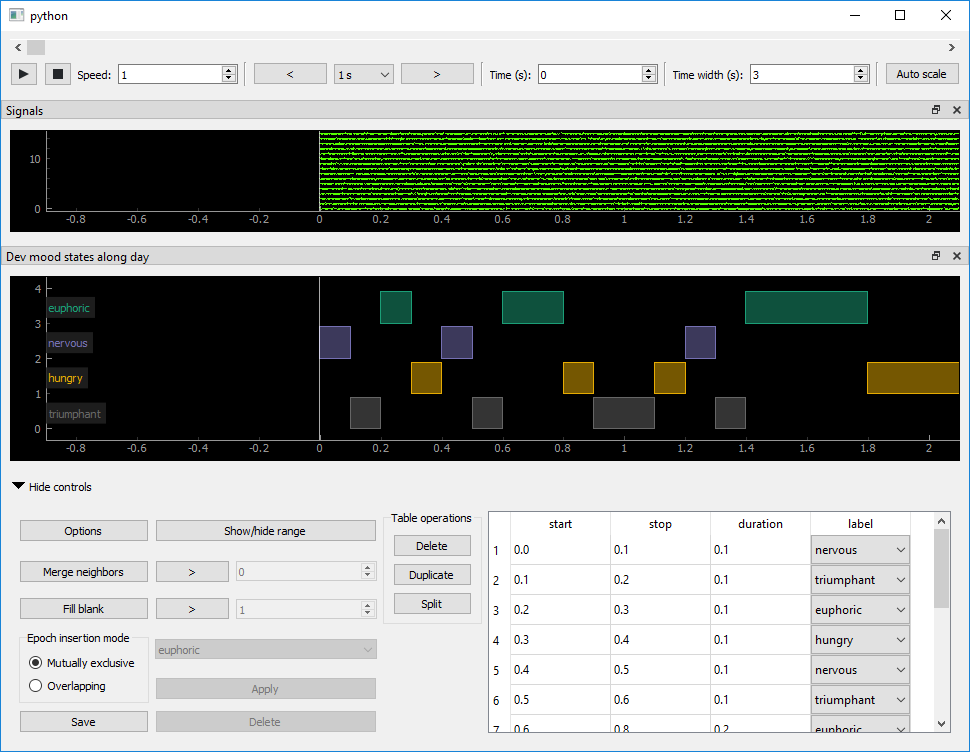 python
Speed: 1 < 1 s > Time (s): 0 Time width (s): 3 Auto scale
Signals
10
0
-0.8 -0.6 -0.4 -0.2 0 0.2 0.4 0.6 0.8 1 1.2 1.4 1.6 1.8 2
Dev mood states along day
4
euphoric
3
nervous
2
hungry
1
triumphant
0
-0.8 -0.6 -0.4 -0.2 0 0.2 0.4 0.6 0.8 1 1.2 1.4 1.6 1.8 2
Hide controls
Options Show/hide range
Merge neighbors > 0
Fill blank > 1
Epoch insertion mode
Mutually exclusive
Overlapping
euphoric
Apply
Save Delete
Table operations
Delete
Duplicate
Split
start stop duration label
1 0.0 0.1 0.1 nervous
2 0.1 0.2 0.1 triumphant
3 0.2 0.3 0.1 euphoric
4 0.3 0.4 0.1 hungry
5 0.4 0.5 0.1 nervous
6 0.5 0.6 0.1 triumphant
7 0.6 0.8 0.2 euphoric